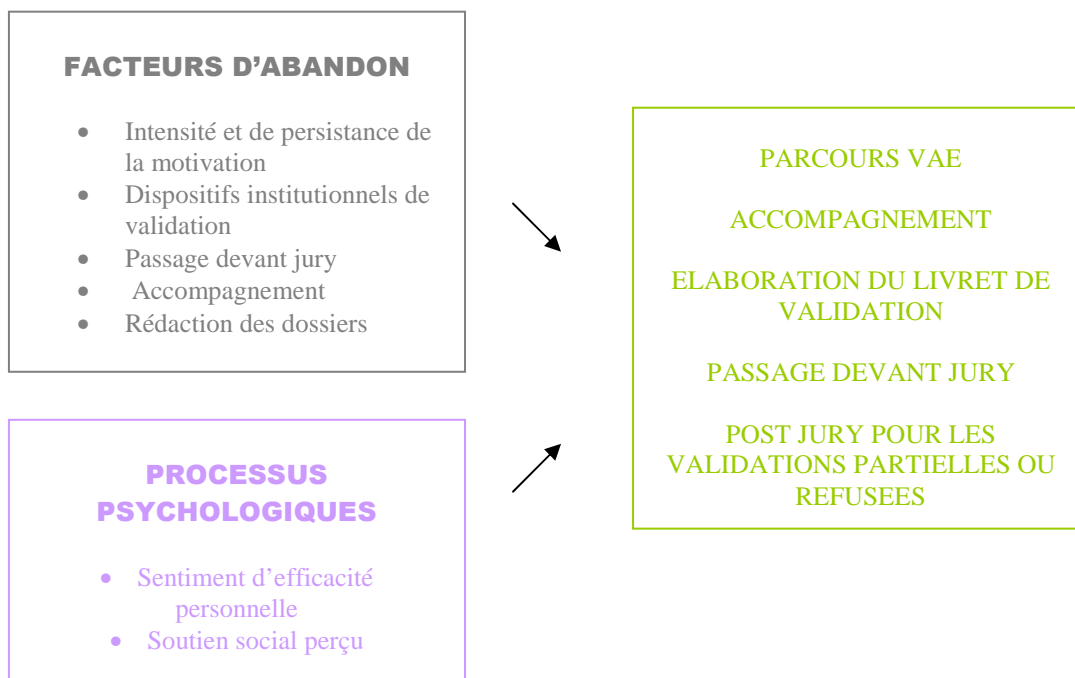 FACTEURS D’ABANDON
• Intensité et de persistance de
la motivation
• Dispositifs institutionnels de
validation
• Passage devant jury
• Accompagnement
• Rédaction des dossiers
PROCESSUS
PSYCHOLOGIQUES
• Sentiment d’efficacité
personnelle
• Soutien social perçu
PARCOURS VAE
ACCOMPAGNEMENT
ELABORATION DU LIVRET DE
VALIDATION
PASSAGE DEVANT JURY
POST JURY POUR LES
VALIDATIONS PARTIELLES OU
REFUSEES